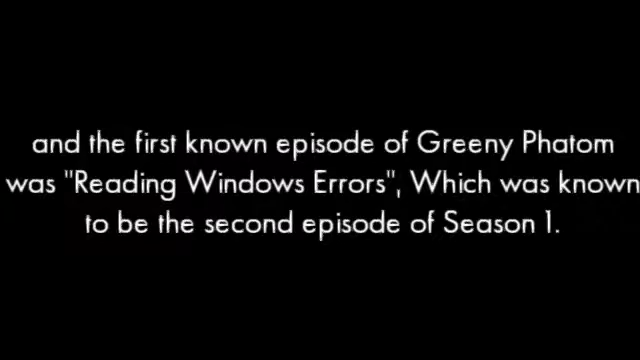 and the first known episode of Greeny Phatom
was "Reading Windows Errors", Which was known
to be the second episode of Season 1.